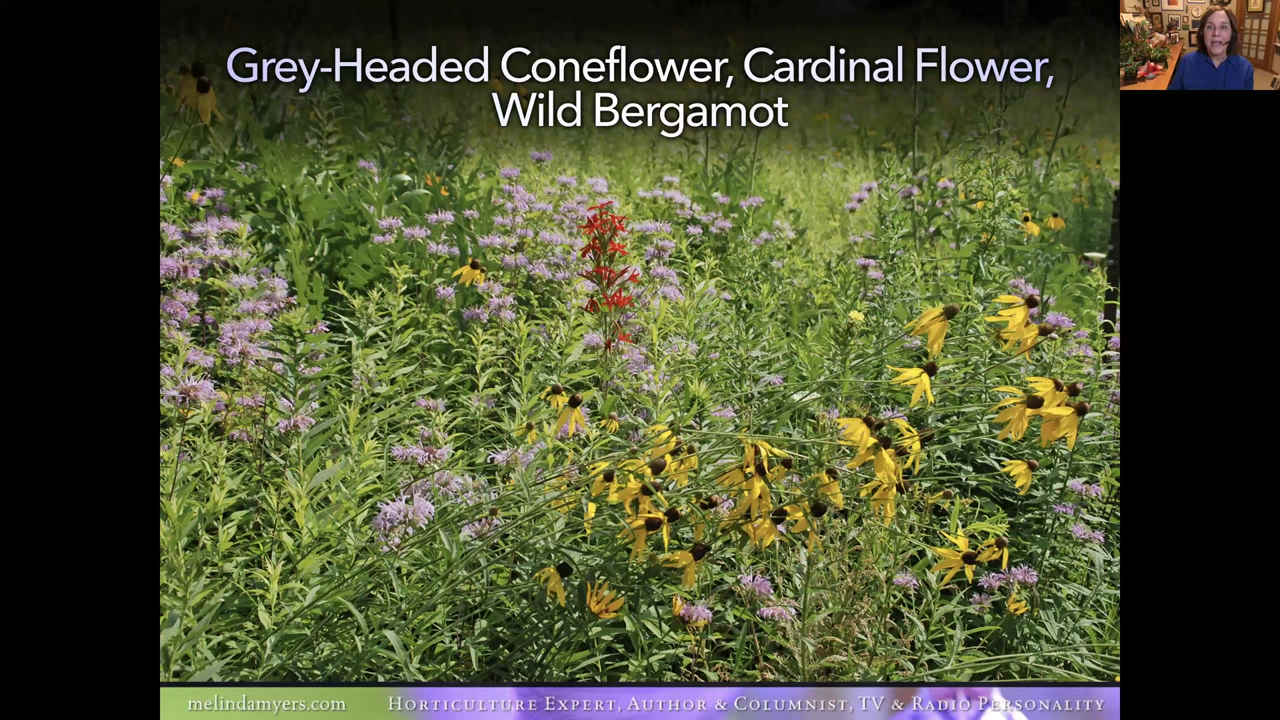 Grey-Headed Coneflower, Cardinal Flower,
Wild Bergamot
melindamyers.com Horticulture Expert, Author & Columnist, TV & Radio Personality